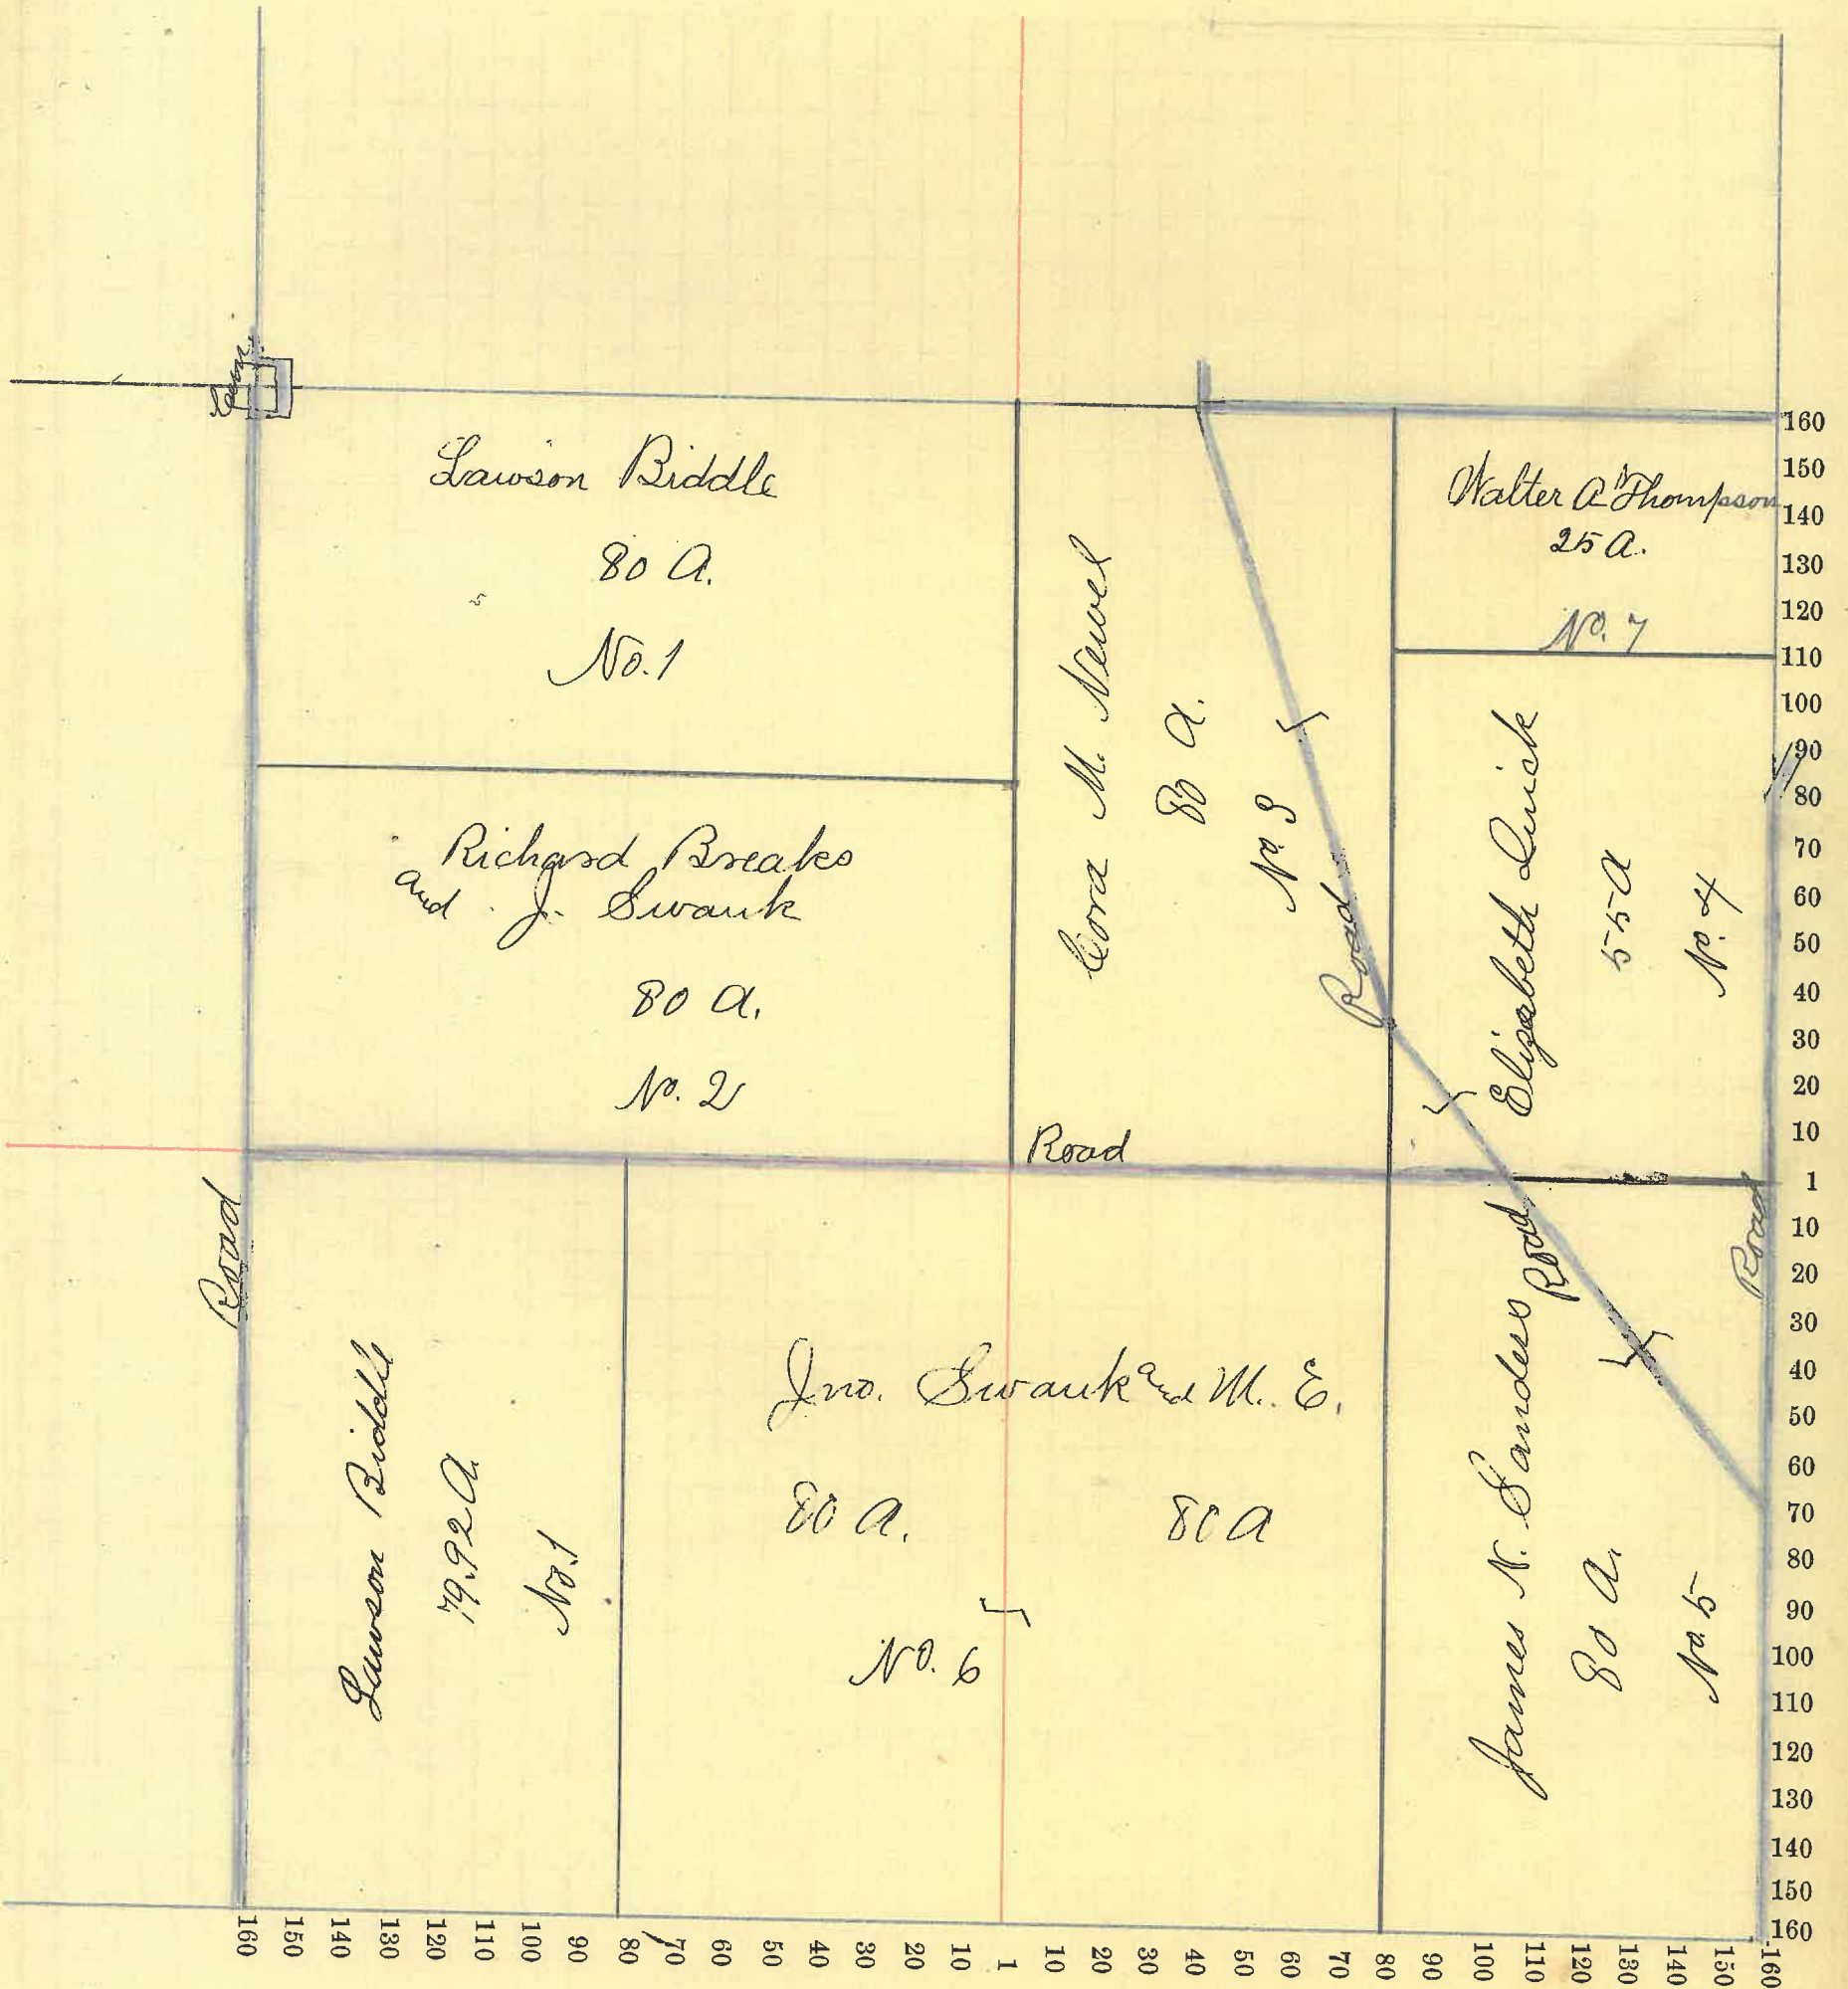 Lawson Biddle
80 A.
No. 1
Richard Breaks
and J. Swank
80 A.
No. 2
Cora M. Newel
80 A.
No. 3
Road
Walter A Thompson
25 A.
No. 7
Elizabeth Quick
55 A
No. 4
Road
Road
Lawson Biddle
79.92 A.
No. 1
Jno. Swank and M. E.
80 A. 80 A
No. 6
James N. Sanders
80 A.
No. 5
Road
Road
160
150
140
130
120
110
100
90
80
70
60
50
40
30
20
10
1
10
20
30
40
50
60
70
80
90
100
110
120
130
140
150
160
160 150 140 130 120 110 100 90 80 70 60 50 40 30 20 10 1 10 20 30 40 50 60 70 80 90 100 110 120 130 140 150 160